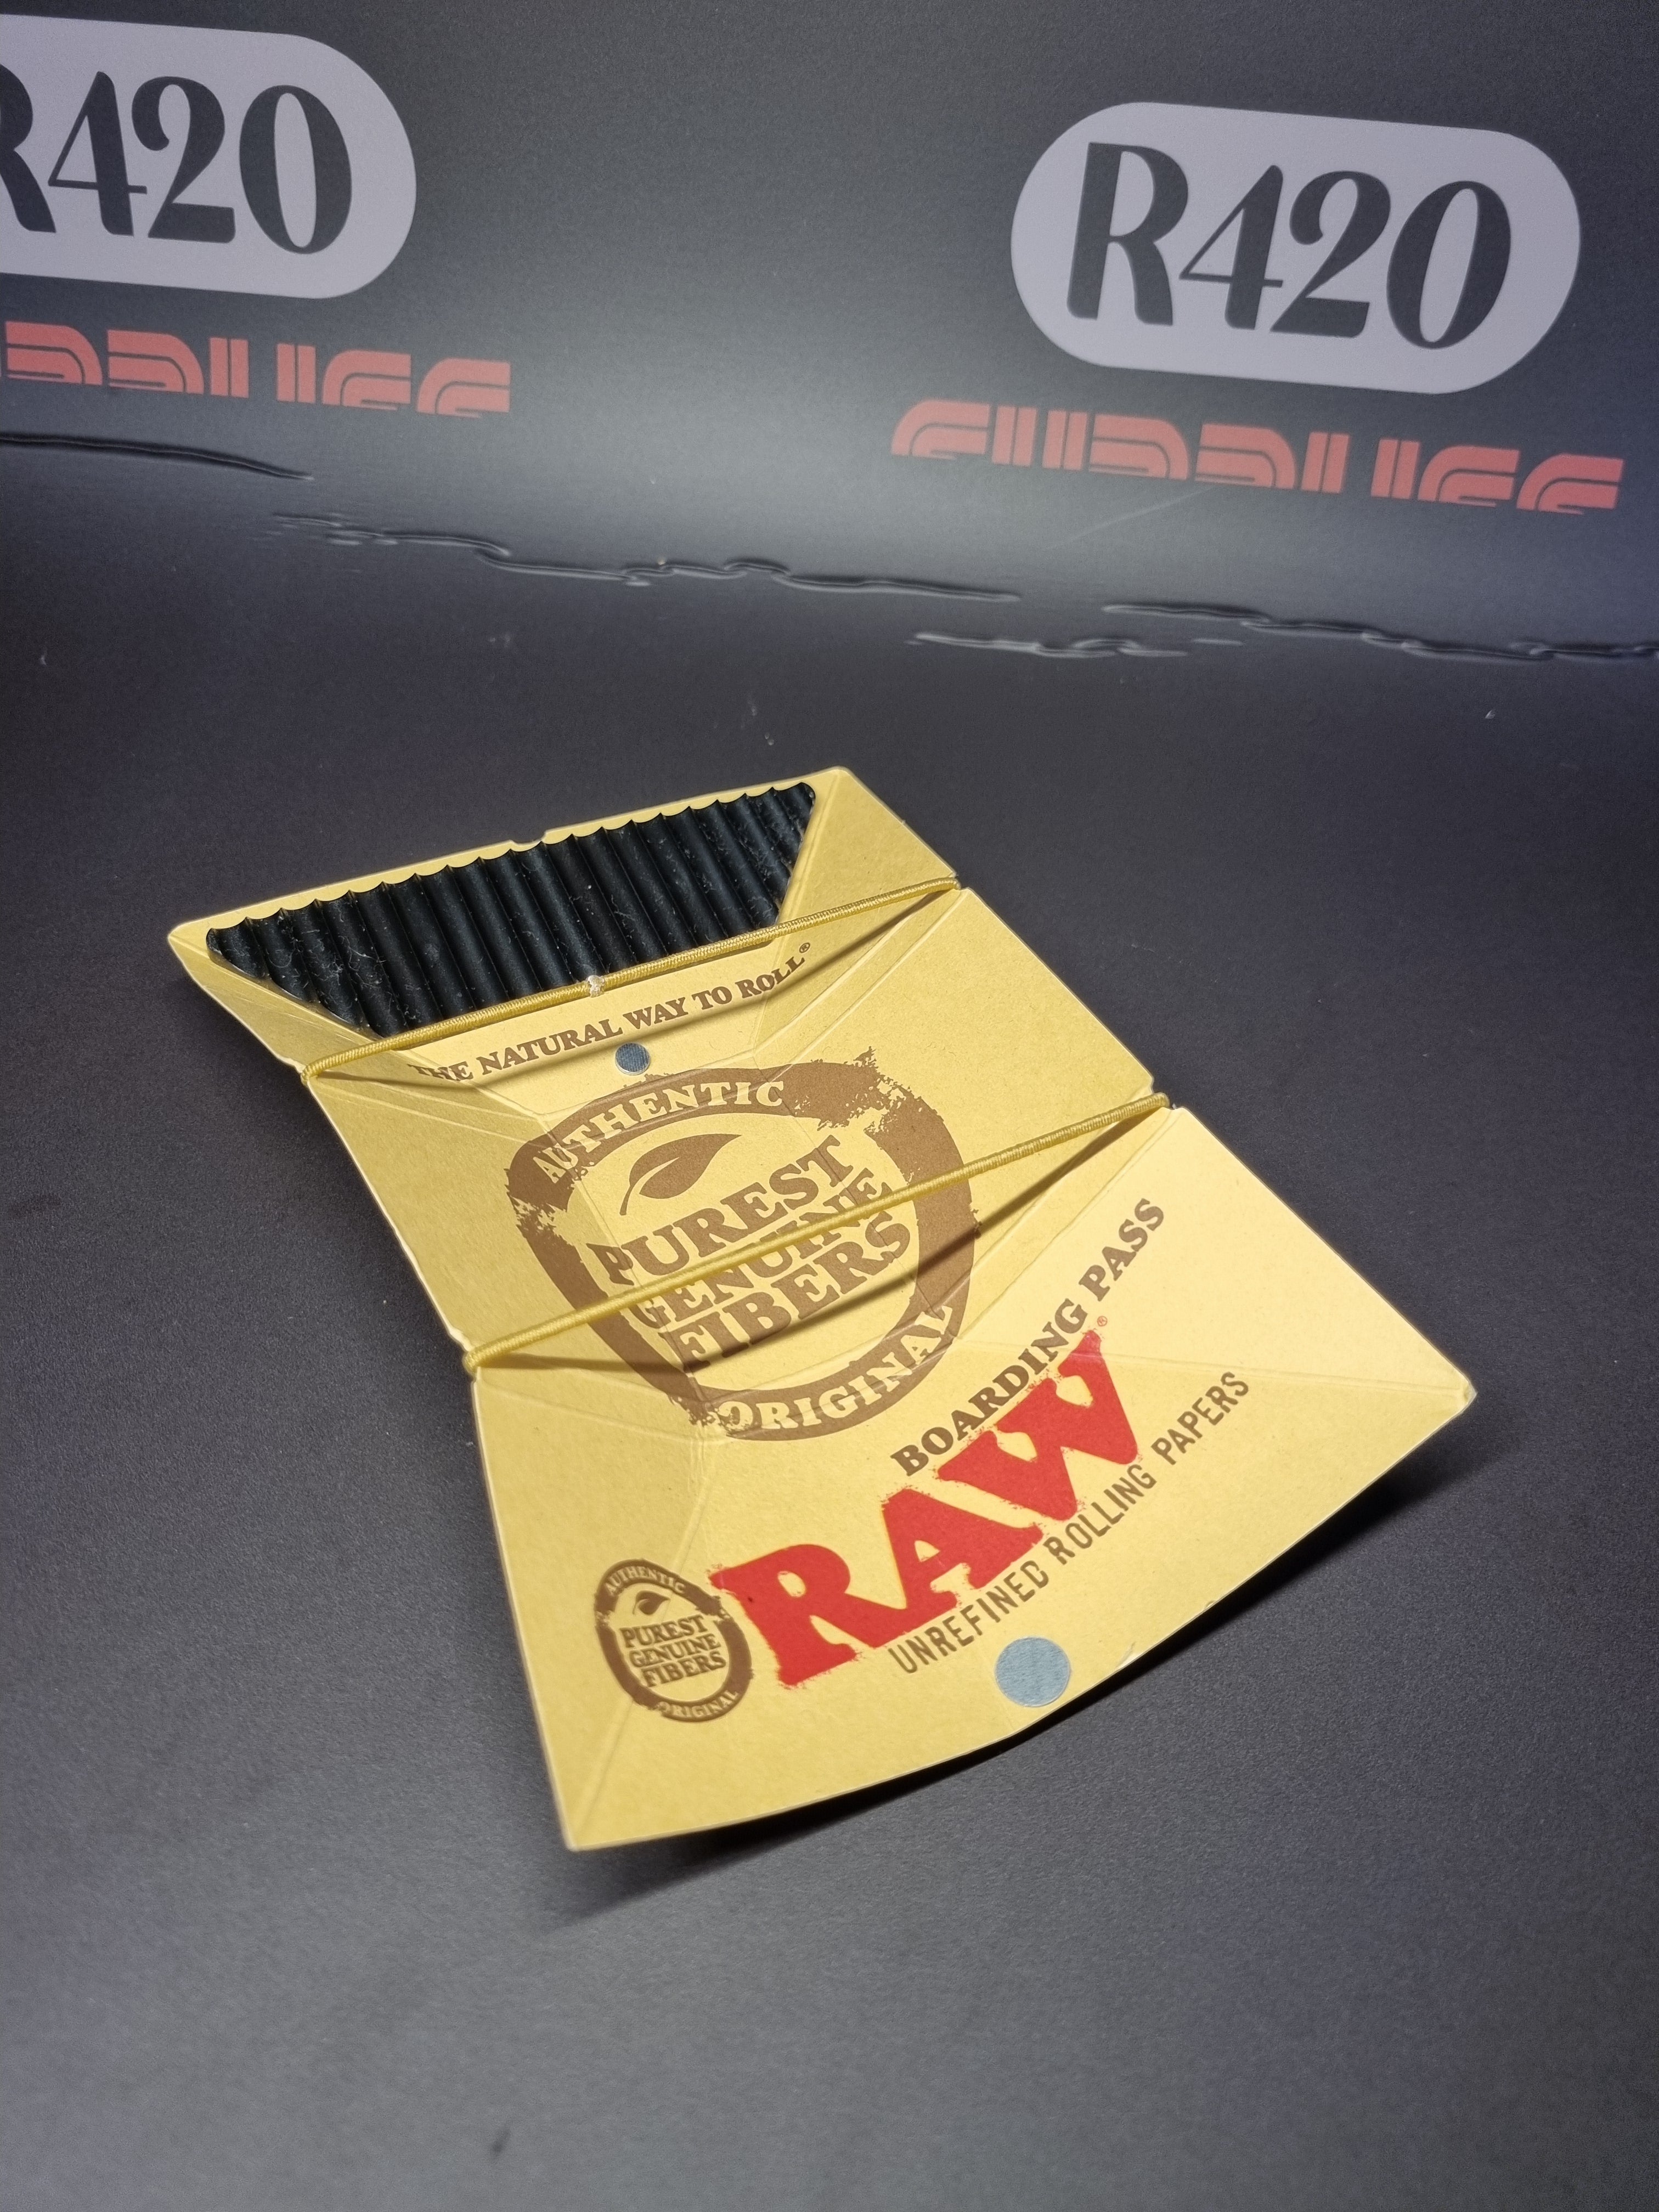 R420
R420
THE NATURAL WAY TO ROLL®
AUTHENTIC
PUREST
GENUINE
FIBERS
ORIGINAL
BOARDING PASS
RAW®
UNREFINED ROLLING PAPERS
AUTHENTIC
PUREST
GENUINE
FIBERS
ORIGINAL